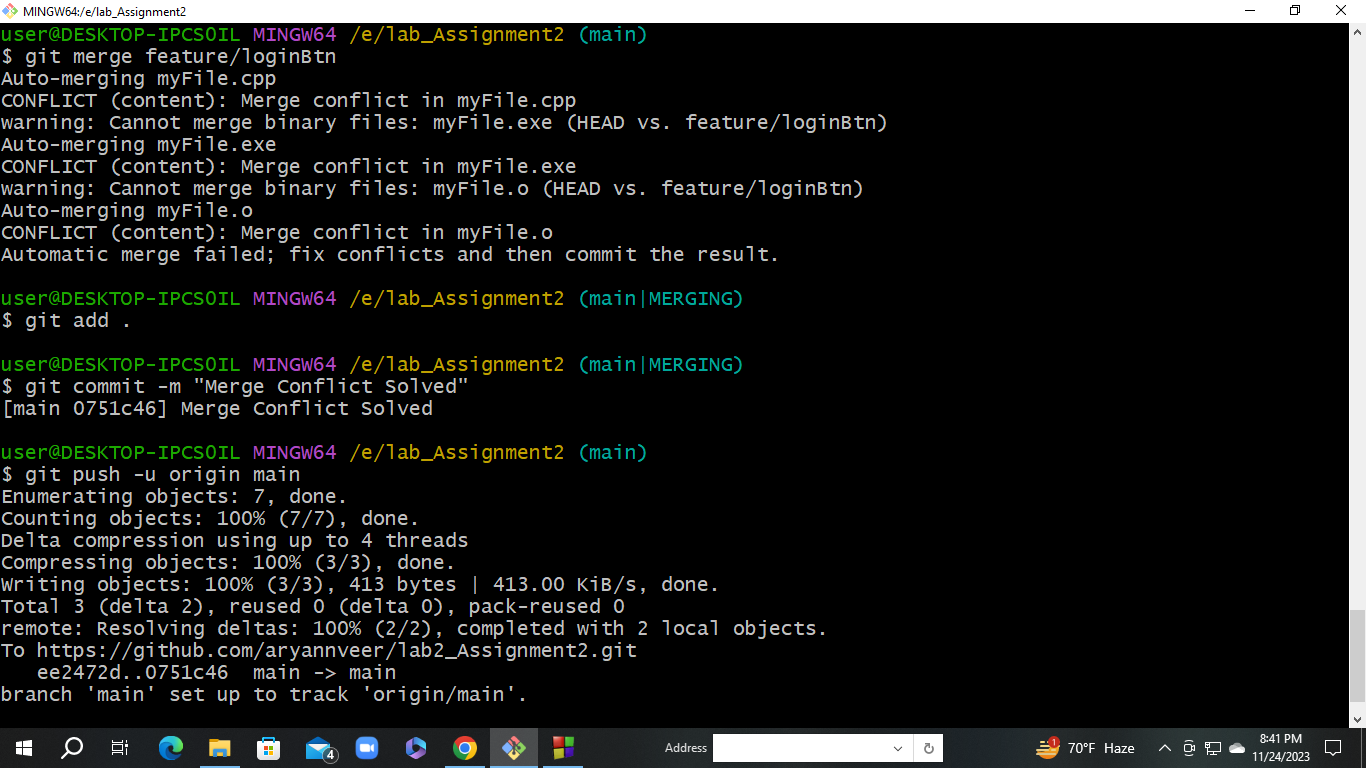 MINGW64:/e/lab_Assignment2
user@DESKTOP-IPCSOIL MINGW64 /e/lab_Assignment2 (main)
$ git merge feature/loginBtn
Auto-merging myFile.cpp
CONFLICT (content): Merge conflict in myFile.cpp
warning: Cannot merge binary files: myFile.exe (HEAD vs. feature/loginBtn)
Auto-merging myFile.exe
CONFLICT (content): Merge conflict in myFile.exe
warning: Cannot merge binary files: myFile.o (HEAD vs. feature/loginBtn)
Auto-merging myFile.o
CONFLICT (content): Merge conflict in myFile.o
Automatic merge failed; fix conflicts and then commit the result.
user@DESKTOP-IPCSOIL MINGW64 /e/lab_Assignment2 (main|MERGING)
$ git add .
user@DESKTOP-IPCSOIL MINGW64 /e/lab_Assignment2 (main|MERGING)
$ git commit -m "Merge Conflict Solved"
[main 0751c46] Merge Conflict Solved
user@DESKTOP-IPCSOIL MINGW64 /e/lab_Assignment2 (main)
$ git push -u origin main
Enumerating objects: 7, done.
Counting objects: 100% (7/7), done.
Delta compression using up to 4 threads
Compressing objects: 100% (3/3), done.
Writing objects: 100% (3/3), 413 bytes | 413.00 KiB/s, done.
Total 3 (delta 2), reused 0 (delta 0), pack-reused 0
remote: Resolving deltas: 100% (2/2), completed with 2 local objects.
To https://github.com/aryannveer/lab2_Assignment2.git
   ee2472d..0751c46  main -> main
branch 'main' set up to track 'origin/main'.
4
Address
1
70°F Haze
8:41 PM
11/24/2023